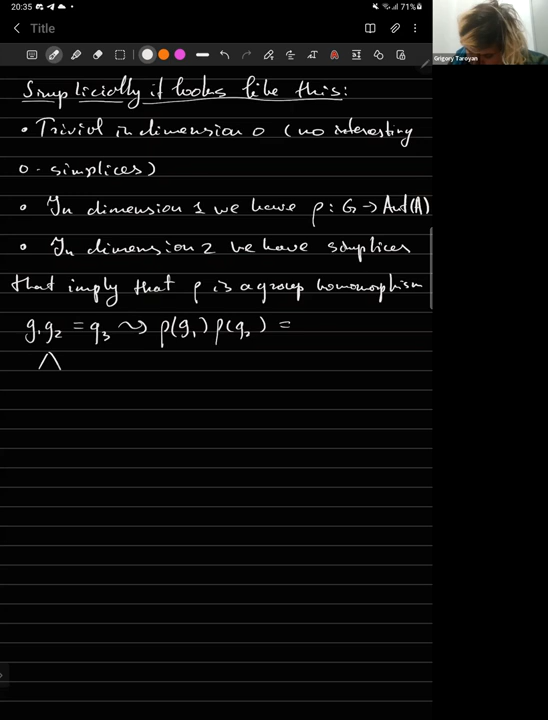 20:35
71%
Title
Grigory Taroyan
Simplicially it looks like this:
• Trivial in dimension 0 (no interesting
0-simplices)
• In dimension 1 we have ρ: G → Aut(A)
• In dimension 2 we have simplices
that imply that ρ is a group homomorphism
g₁g₂ = g₃ ⤳ ρ(g₁)ρ(g₂) =